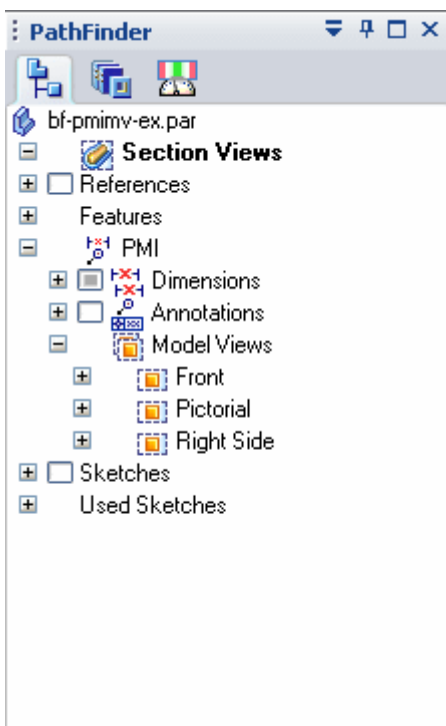 PathFinder
bf-pmimv-ex.par
Section Views
References
Features
PMI
Dimensions
Annotations
Model Views
Front
Pictorial
Right Side
Sketches
Used Sketches